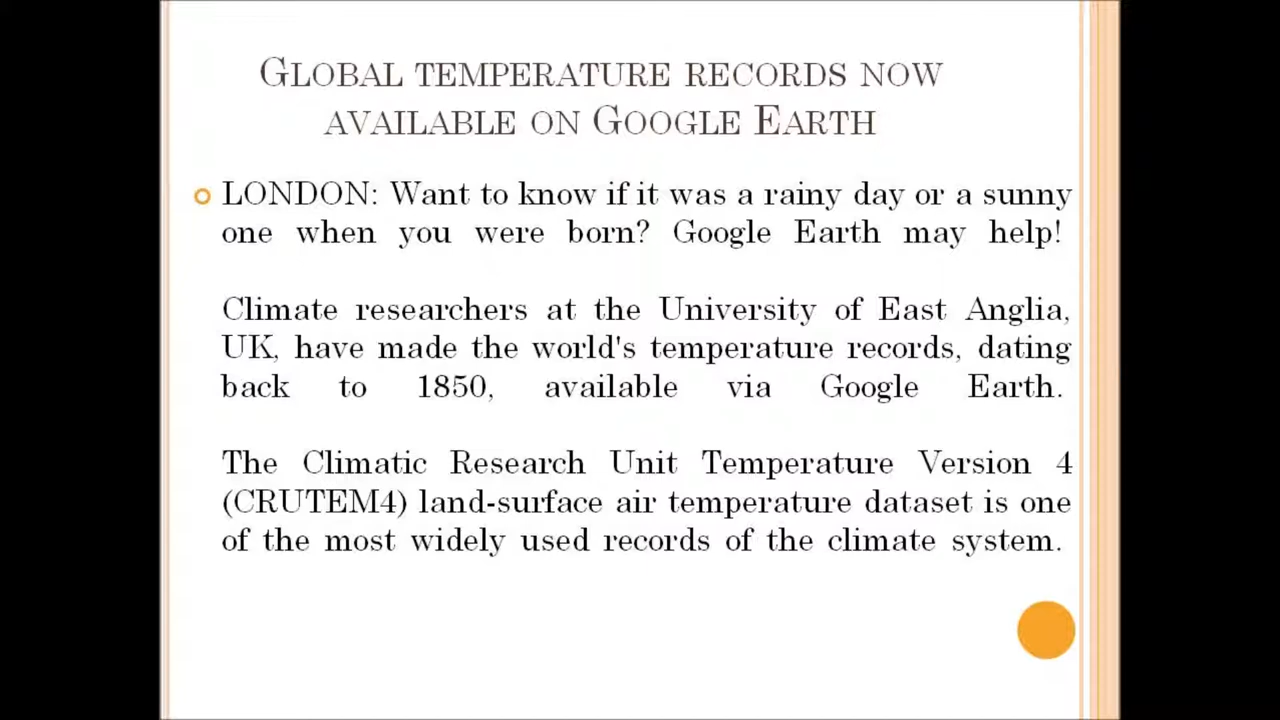 GLOBAL TEMPERATURE RECORDS NOW
AVAILABLE ON GOOGLE EARTH
LONDON: Want to know if it was a rainy day or a sunny
one when you were born? Google Earth may help!
Climate researchers at the University of East Anglia,
UK, have made the world's temperature records, dating
back to 1850, available via Google Earth.
The Climatic Research Unit Temperature Version 4
(CRUTEM4) land-surface air temperature dataset is one
of the most widely used records of the climate system.